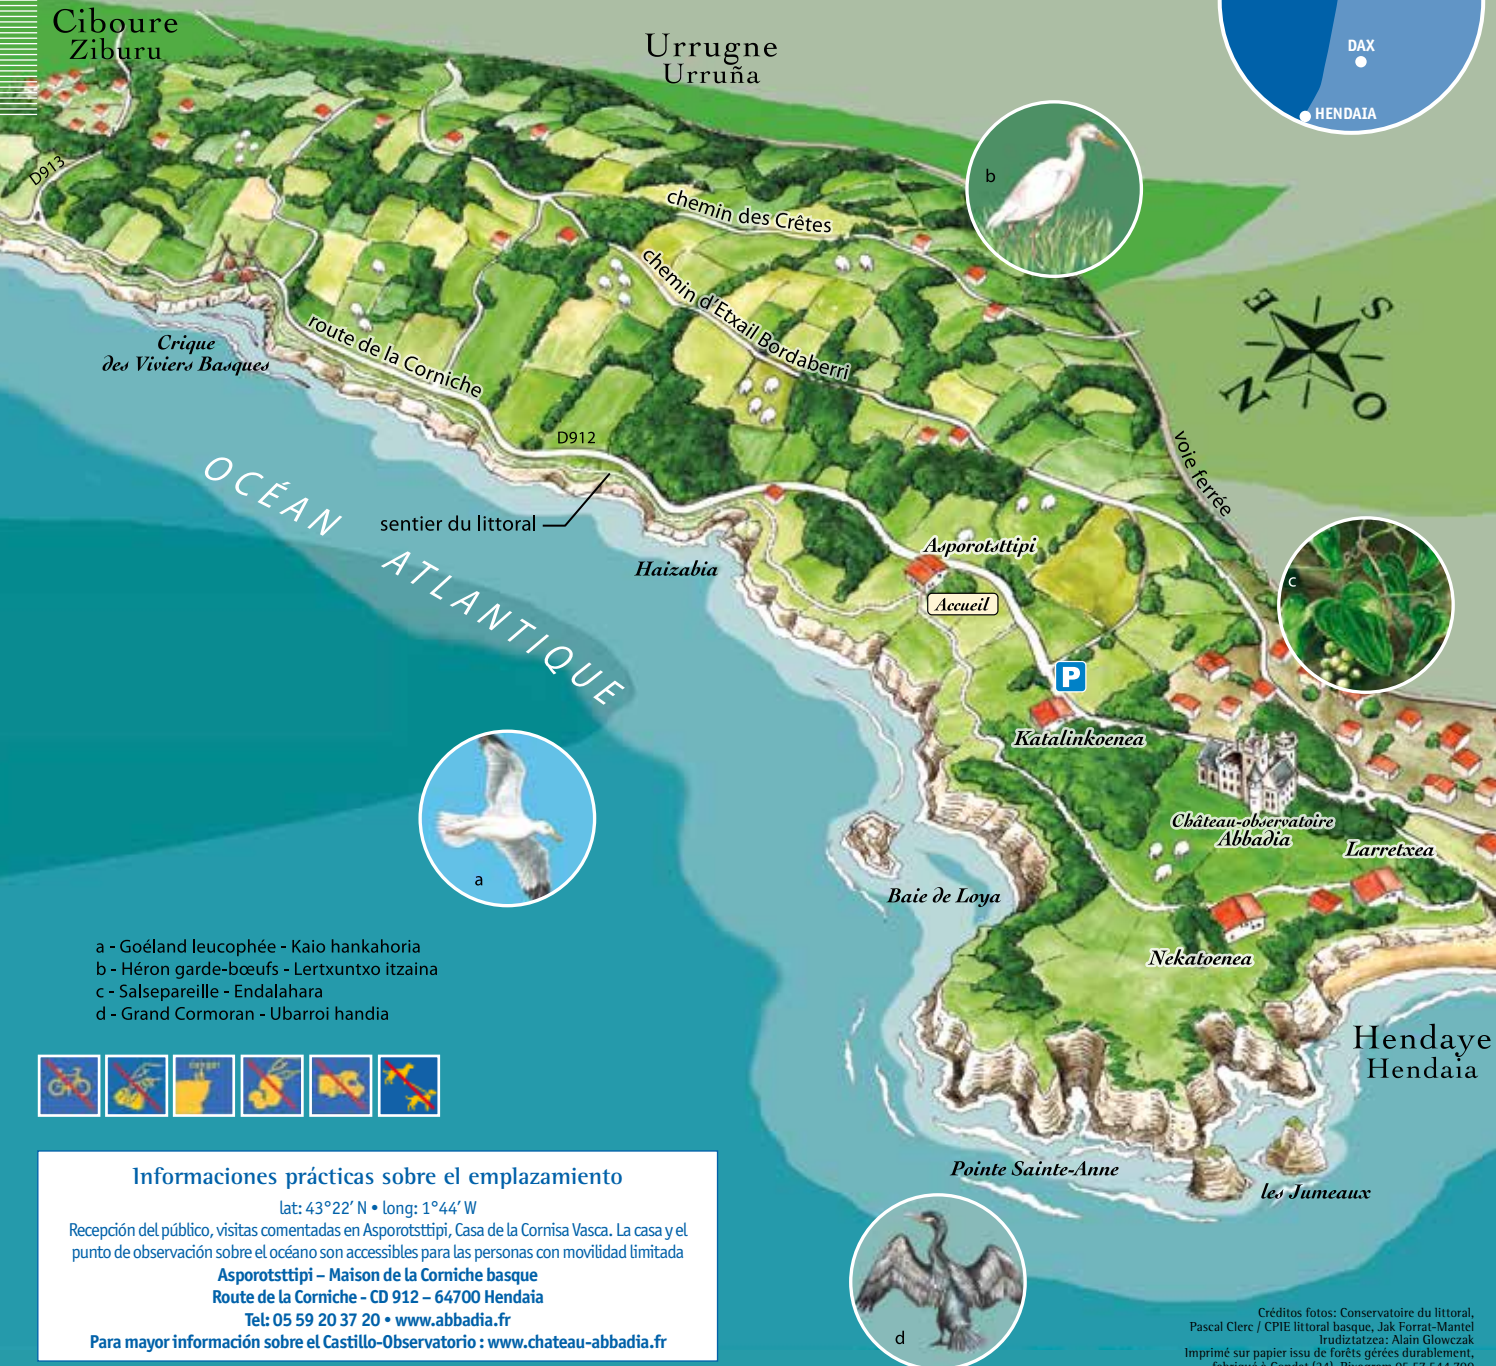 Ciboure
Ziburu
Urrugne
Urruña
DAX
HENDAIA
D913
b
chemin des Crêtes
chemin d'Etxail Bordaberri
S
E
N
O
Crique
des Viviers Basques
route de la Corniche
D912
voie ferrée
OCÉAN ATLANTIQUE
sentier du littoral
Haizabia
Asporotsttipi
Accueil
c
P
Katalinkoenea
Château-observatoire
Abbadia
Larretxea
a
Baie de Loya
Nekatoenea
a - Goéland leucophée - Kaio hankahoria
b - Héron garde-bœufs - Lertxuntxo itzaina
c - Salsepareille - Endalahara
d - Grand Cormoran - Ubarroi handia
Hendaye
Hendaia
danger
Pointe Sainte-Anne
les Jumeaux
d
Informaciones prácticas sobre el emplazamiento
lat: 43°22’ N • long: 1°44’ W
Recepción del público, visitas comentadas en Asporotsttipi, Casa de la Cornisa Vasca. La casa y el
punto de observación sobre el océano son accessibles para las personas con movilidad limitada
Asporotsttipi – Maison de la Corniche basque
Route de la Corniche - CD 912 – 64700 Hendaia
Tel: 05 59 20 37 20 • www.abbadia.fr
Para mayor información sobre el Castillo-Observatorio : www.chateau-abbadia.fr
Créditos fotos: Conservatoire du littoral,
Pascal Clerc / CPIE littoral basque, Jak Forrat-Mantel
Irudiztatzea: Alain Glowczak
Imprimé sur papier issu de forêts gérées durablement,